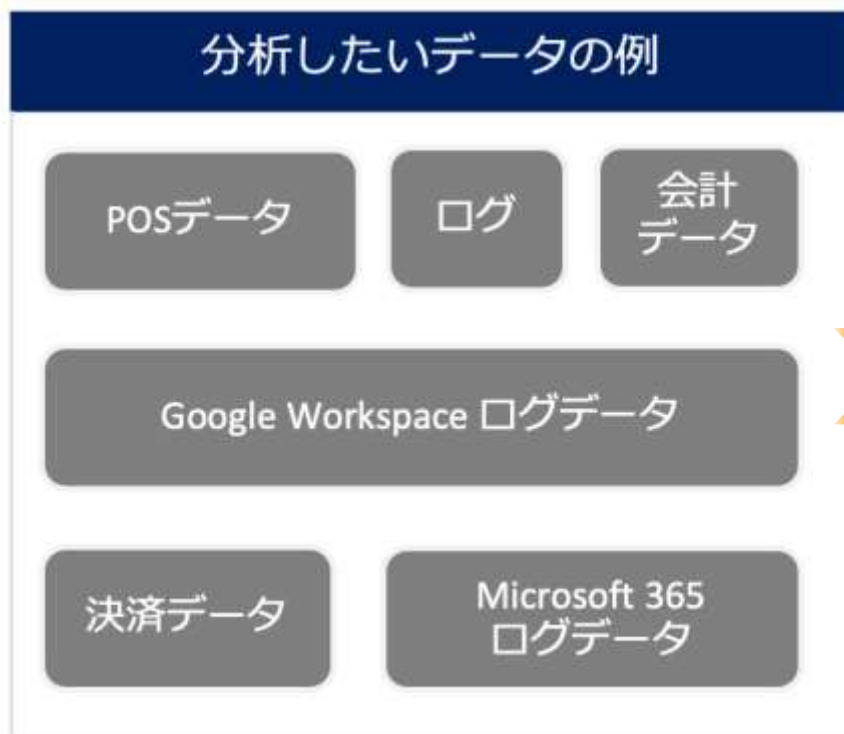 分析したいデータの例
POSデータ
ログ
会計
データ
Google Workspace ログデータ
決済データ
Microsoft 365
ログデータ